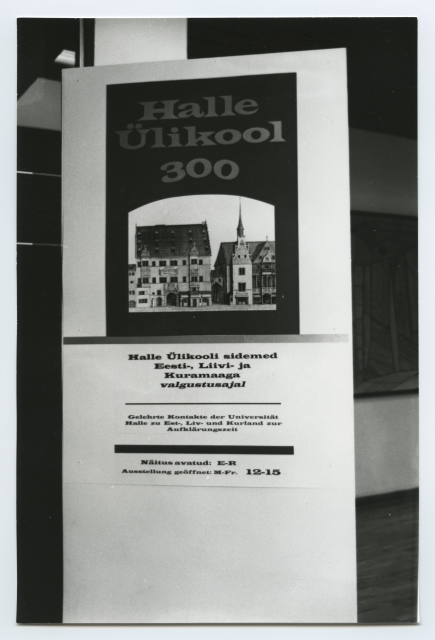 Halle
Ülikool
300
Halle Ülikooli sidemed
Eesti-, Liivi- ja
Kuramaaga
valgustusajal
Gelehrte Kontakte der Universität
Halle zu Est-, Liv- und Kurland zur
Aufklärungszeit
Näitus avatud: E-R
Ausstellung geöffnet: M-Fr. 12-15